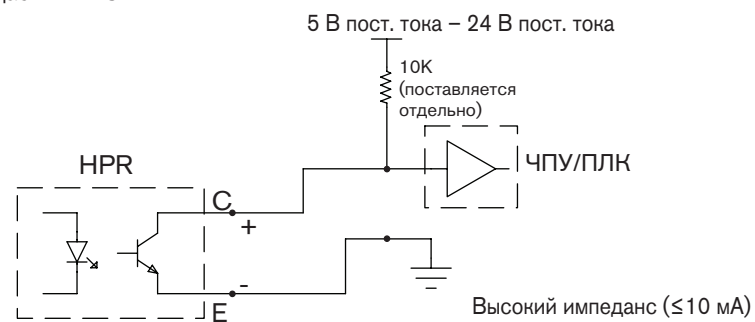 5 В пост. тока – 24 В пост. тока
10K
(поставляется
отдельно)
ЧПУ/ПЛК
HPR
C
+
-
E
Высокий импеданс (≤10 мА)